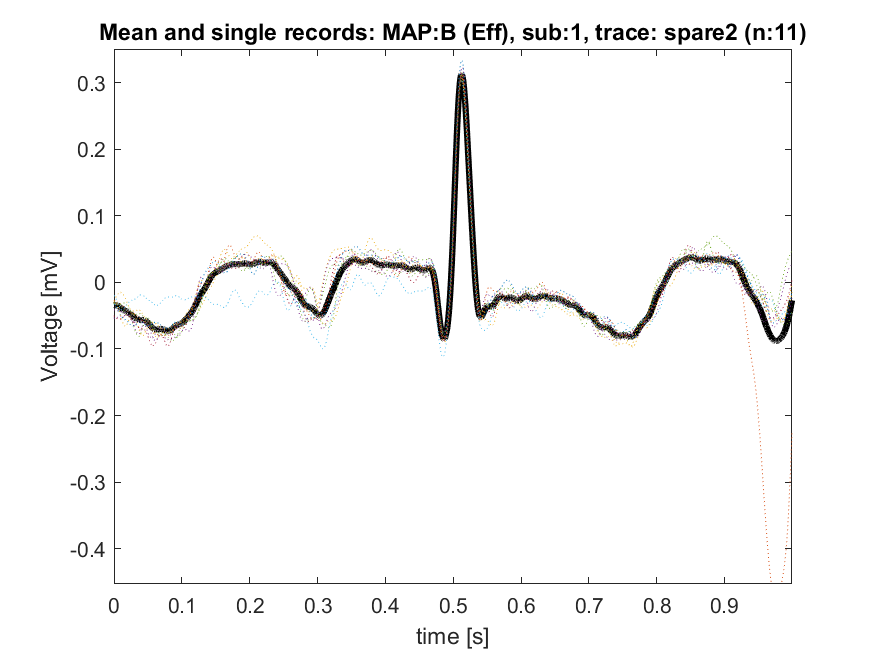 Mean and single records: MAP:B (Eff), sub:1, trace: spare2 (n:11)
0.3
0.2
0.1
0
-0.1
-0.2
-0.3
-0.4
Voltage [mV]
0 0.1 0.2 0.3 0.4 0.5 0.6 0.7 0.8 0.9
time [s]